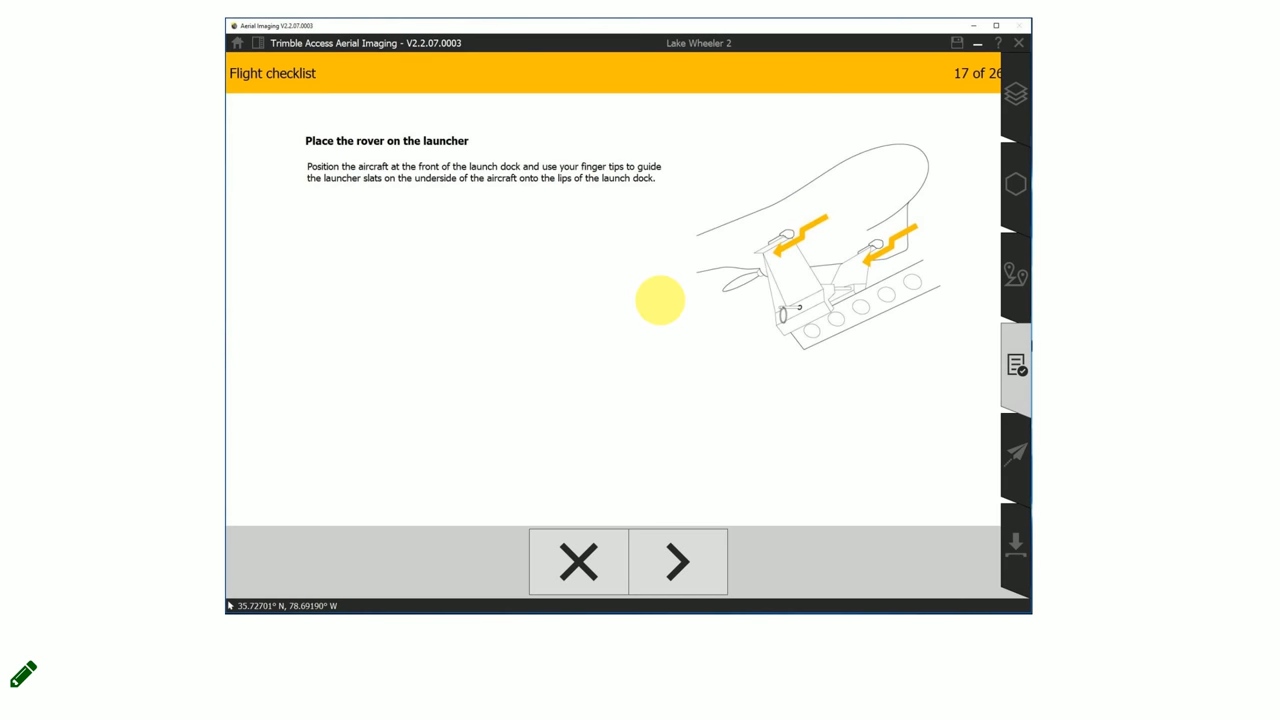 Aerial Imaging V2.2.07.0003
Trimble Access Aerial Imaging - V2.2.07.0003
Lake Wheeler 2
?
Flight checklist
17 of 26
Place the rover on the launcher
Position the aircraft at the front of the launch dock and use your finger tips to guide
the launcher slats on the underside of the aircraft onto the lips of the launch dock.
35.72701° N, 78.69190° W